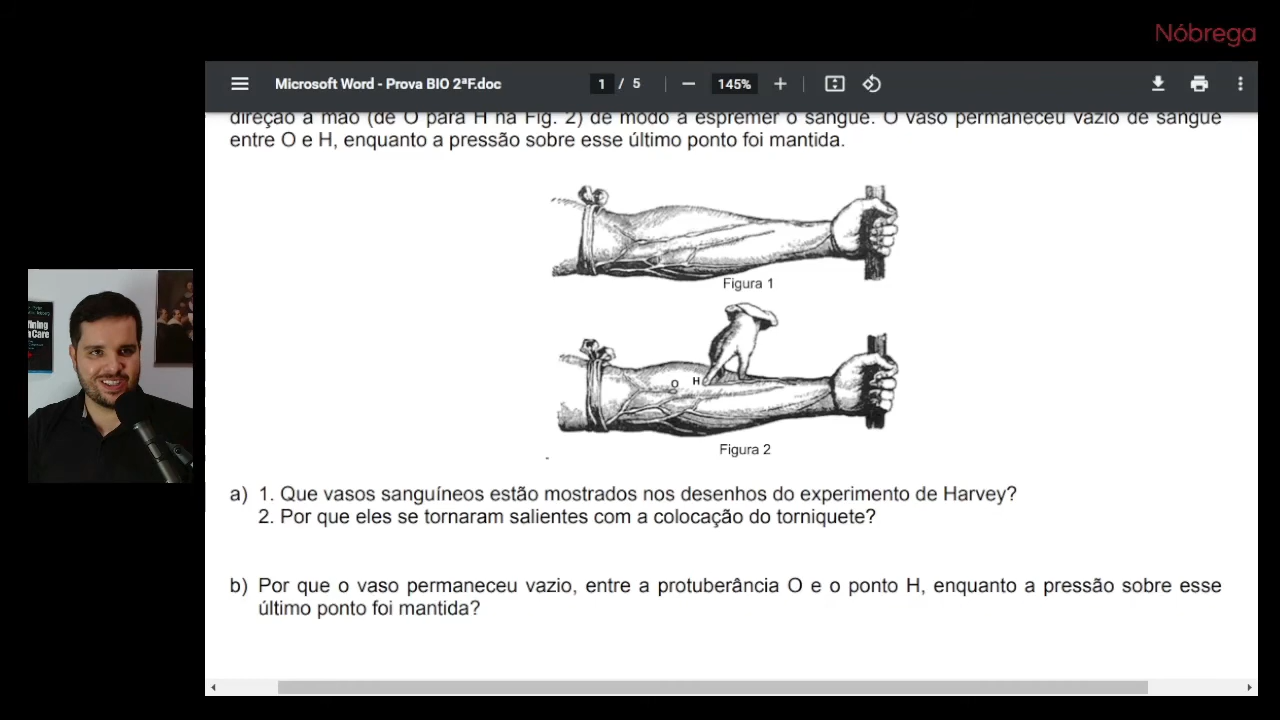 Nóbrega
Microsoft Word - Prova BIO 2ªF.doc
1 / 5
145%
direção à mão (de O para H na Fig. 2) de modo a espremer o sangue. O vaso permaneceu vazio de sangue
entre O e H, enquanto a pressão sobre esse último ponto foi mantida.
Figura 1
O H
Figura 2
a) 1. Que vasos sanguíneos estão mostrados nos desenhos do experimento de Harvey?
2. Por que eles se tornaram salientes com a colocação do torniquete?
b) Por que o vaso permaneceu vazio, entre a protuberância O e o ponto H, enquanto a pressão sobre esse
último ponto foi mantida?